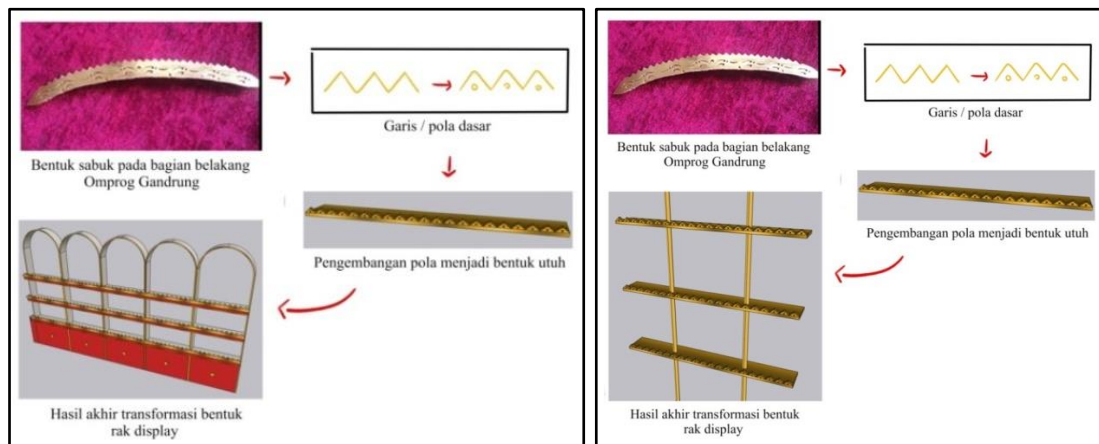 Garis / pola dasar
Bentuk sabuk pada bagian belakang
Omprog Gandrung
Pengembangan pola menjadi bentuk utuh
Hasil akhir transformasi bentuk
rak display
Garis / pola dasar
Bentuk sabuk pada bagian belakang
Omprog Gandrung
Pengembangan pola menjadi bentuk utuh
Hasil akhir transformasi bentuk
rak display